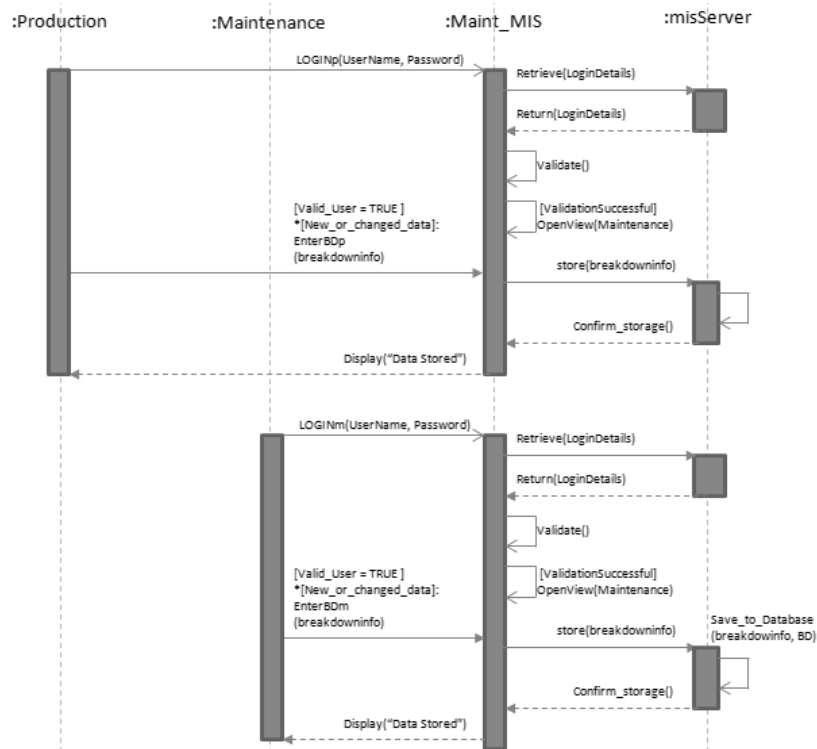 :Production
:Maintenance
:Maint_MIS
:misServer
LOGINp(UserName, Password)
Retrieve(LoginDetails)
Return(LoginDetails)
Validate()
[Valid_User = TRUE ]
*[New_or_changed_data]:
EnterBDp
(breakdowninfo)
[ValidationSuccessful]
OpenView(Maintenance)
store(breakdowninfo)
Confirm_storage()
Display("Data Stored")
LOGINm(UserName, Password)
Retrieve(LoginDetails)
Return(LoginDetails)
Validate()
[Valid_User = TRUE ]
*[New_or_changed_data]:
EnterBDm
(breakdowninfo)
[ValidationSuccessful]
OpenView(Maintenance)
store(breakdowninfo)
Save_to_Database
(breakdowinfo, BD)
Confirm_storage()
Display("Data Stored")